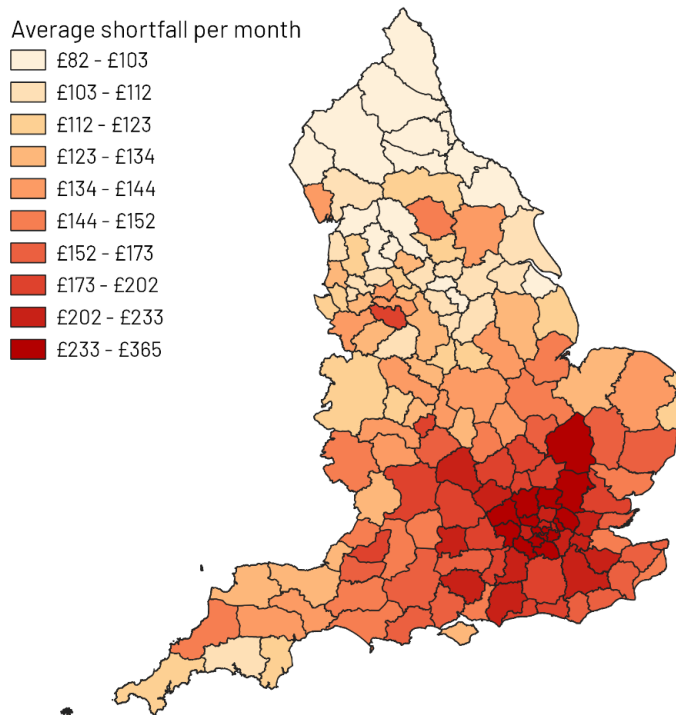 Average shortfall per month
£82 - £103
£103 - £112
£112 - £123
£123 - £134
£134 - £144
£144 - £152
£152 - £173
£173 - £202
£202 - £233
£233 - £365